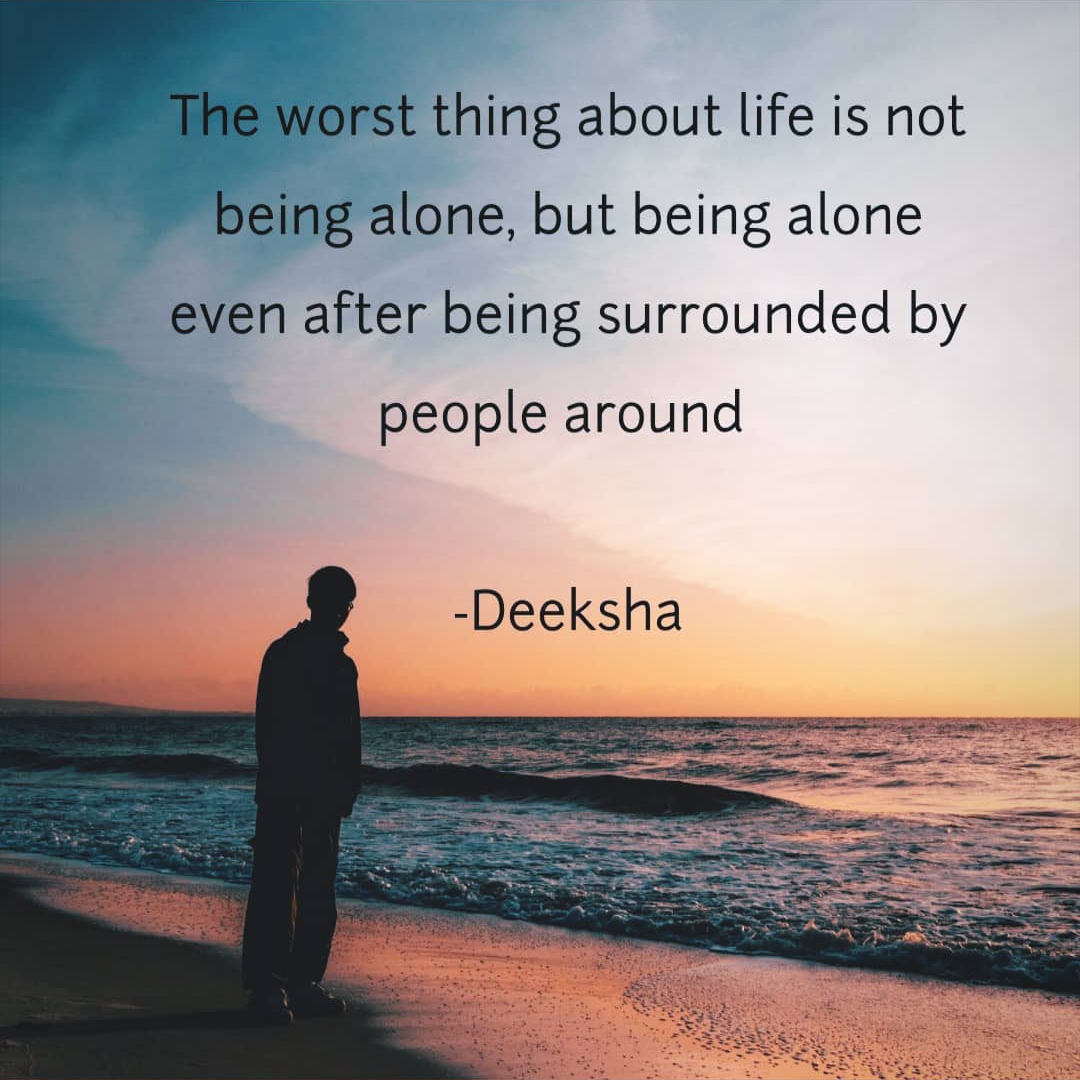 The worst thing about life is not
being alone, but being alone
even after being surrounded by
people around
-Deeksha